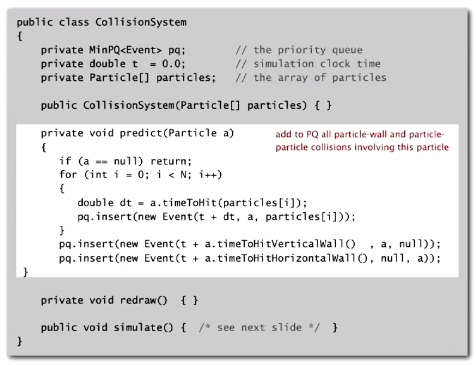 public class CollisionSystem
{
private MinPQ<Event> pq; // the priority queue
private double t = 0.0; // simulation clock time
private Particle[] particles; // the array of particles
public CollisionSystem(Particle[] particles) { }
private void predict(Particle a) add to PQ all particle-wall and particle-
{ particle collisions involving this particle
if (a == null) return;
for (int i = 0; i < N; i++)
{
double dt = a.timeToHit(particles[i]);
pq.insert(new Event(t + dt, a, particles[i]));
}
pq.insert(new Event(t + a.timeToHitVerticalWall() , a, null));
pq.insert(new Event(t + a.timeToHitHorizontalWall(), null, a));
}
private void redraw() { }
public void simulate() { /* see next slide */ }
}